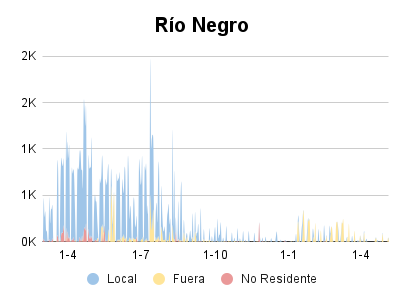 Río Negro
2K
2K
1K
1K
0K
1-4 1-7 1-10 1-1 1-4
Local Fuera No Residente